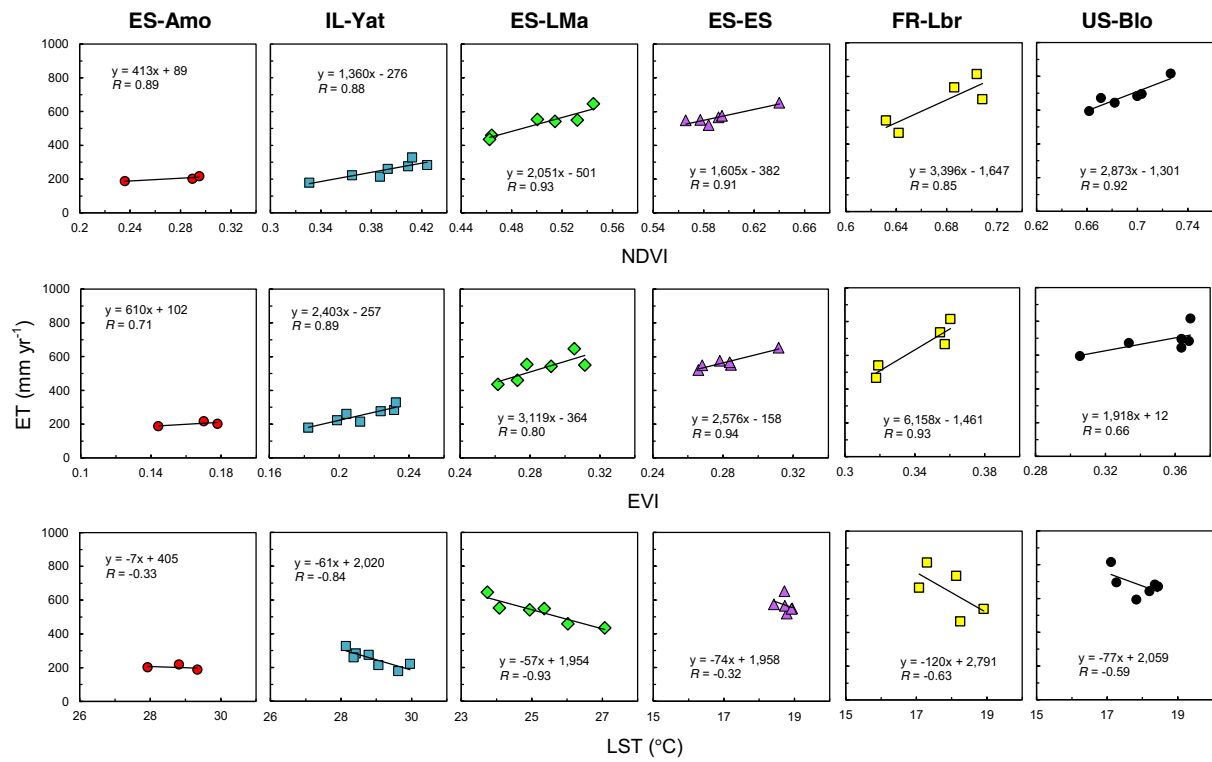 ES-Amo IL-Yat ES-LMa ES-ES FR-Lbr US-Blo
1000
800
600
400
200
0
y = 413x + 89
R = 0.89
y = 1,360x - 276
R = 0.88
y = 2,051x - 501
R = 0.93
y = 1,605x - 382
R = 0.91
y = 3,396x - 1,647
R = 0.85
y = 2,873x - 1,301
R = 0.92
0.2 0.24 0.28 0.32
0.3 0.34 0.38 0.42
0.44 0.48 0.52 0.56
0.54 0.58 0.62 0.66
0.6 0.64 0.68 0.72
0.62 0.66 0.7 0.74
NDVI
ET (mm yr-1)
1000
800
600
400
200
0
y = 610x + 102
R = 0.71
y = 2,403x - 257
R = 0.89
y = 3,119x - 364
R = 0.80
y = 2,576x - 158
R = 0.94
y = 6,158x - 1,461
R = 0.93
y = 1,918x + 12
R = 0.66
0.1 0.14 0.18
0.16 0.2 0.24
0.24 0.28 0.32
0.24 0.28 0.32
0.3 0.34 0.38
0.28 0.32 0.36
EVI
1000
800
600
400
200
0
y = -7x + 405
R = -0.33
y = -61x + 2,020
R = -0.84
y = -57x + 1,954
R = -0.93
y = -74x + 1,958
R = -0.32
y = -120x + 2,791
R = -0.63
y = -77x + 2,059
R = -0.59
26 28 30
26 28 30
23 25 27
15 17 19
15 17 19
15 17 19
LST (°C)